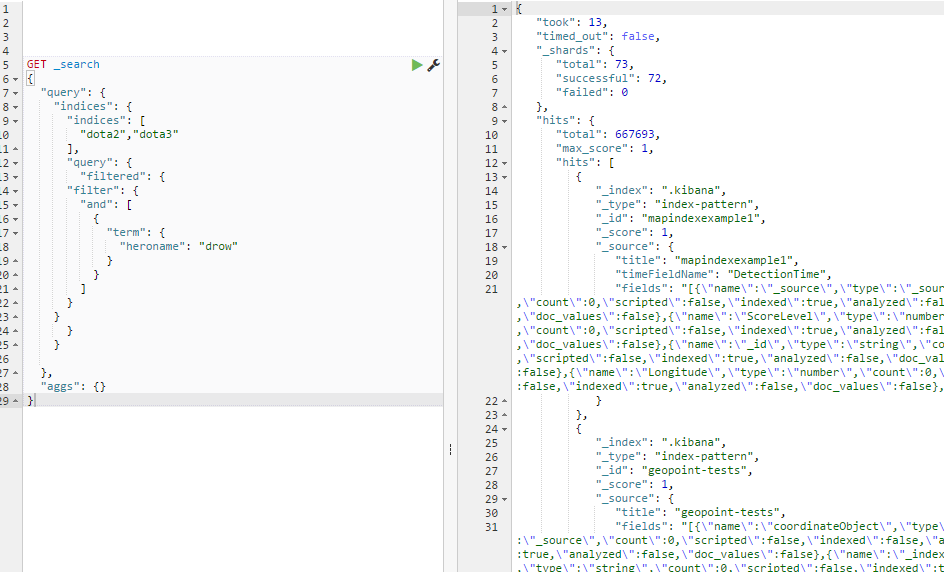 1
2
3
4
5 GET _search
6 {
7 "query": {
8 "indices": {
9 "indices": [
10 "dota2","dota3"
11 ],
12 "query": {
13 "filtered": {
14 "filter": {
15 "and": [
16 {
17 "term": {
18 "heroname": "drow"
19 }
20 }
21 ]
22 }
23 }
24 }
25 }
26
27 },
28 "aggs": {}
29 }
1 {
2 "took": 13,
3 "timed_out": false,
4 "_shards": {
5 "total": 73,
6 "successful": 72,
7 "failed": 0
8 },
9 "hits": {
10 "total": 667693,
11 "max_score": 1,
12 "hits": [
13 {
14 "_index": ".kibana",
15 "_type": "index-pattern",
16 "_id": "mapindexexample1",
17 "_score": 1,
18 "_source": {
19 "title": "mapindexexample1",
20 "timeFieldName": "DetectionTime",
21 "fields": "[{\"name\":\"_source\",\"type\":\"_sour
,\"count\":0,\"scripted\":false,\"indexed\":true,\"analyzed\":fal
,\"doc_values\":false},{\"name\":\"ScoreLevel\",\"type\":\"number
,\"count\":0,\"scripted\":false,\"indexed\":true,\"analyzed\":fal
,\"doc_values\":false},{\"name\":\"_id\",\"type\":\"string\",\"co
,\"scripted\":false,\"indexed\":true,\"analyzed\":false,\"doc_val
:false},{\"name\":\"Longitude\",\"type\":\"number\",\"count\":0,\
:false,\"indexed\":true,\"analyzed\":false,\"doc_values\":false},
22 }
23 },
24 {
25 "_index": ".kibana",
26 "_type": "index-pattern",
27 "_id": "geopoint-tests",
28 "_score": 1,
29 "_source": {
30 "title": "geopoint-tests",
31 "fields": "[{\"name\":\"coordinateObject\",\"type\
:\"_source\",\"count\":0,\"scripted\":false,\"indexed\":false,\"a
:true,\"analyzed\":false,\"doc_values\":false},{\"name\":\"_index
,\"type\":\"string\",\"count\":0,\"scripted\":false,\"indexed\":t